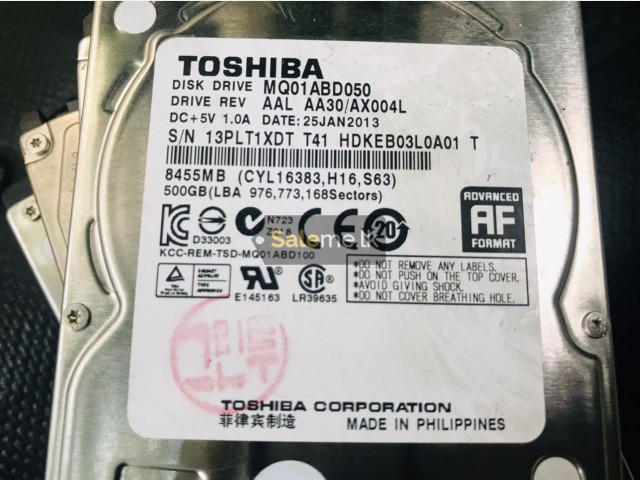 TOSHIBA
DISK DRIVE MQ01ABD050
DRIVE REV AAL AA30/AX004L
DC+5V 1.0A DATE:25JAN2013
S/N 13PLT1XDT T41 HDKEB03L0A01 T
8455MB (CYL16383,H16,S63)
500GB(LBA 976,773,168Sectors)
ADVANCED
AF
FORMAT
D33003
N723
20
Saleme.lk
KCC-REM-TSD-MQ01ABD100
*DO NOT REMOVE ANY LABELS.
*DO NOT PUSH ON THE TOP COVER.
*AVOID GIVING SHOCK.
*DO NOT COVER BREATHING HOLE.
E145163
LR39635
TOSHIBA CORPORATION
菲律宾制造 MADE IN PHILIPPINES